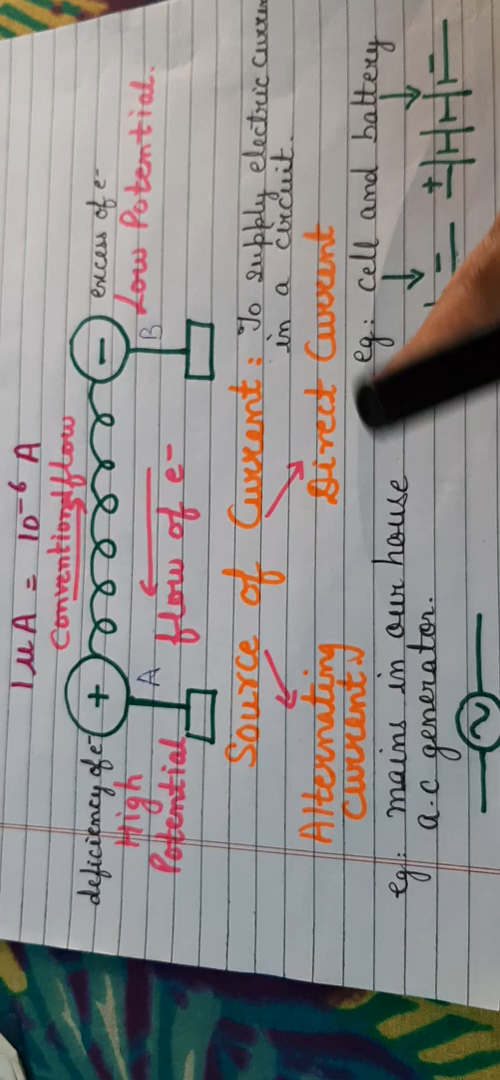 1 μA = 10⁻⁶ A
Conventional flow
deficiency of e-
+
-
excess of e-
High Potential
A
B
Low Potential.
flow of e-
Source of Current: To supply electric
in a circuit.
Alternating Current
Direct Current
eg: mains in our house
a.c generator.
eg: cell and battery
+
~